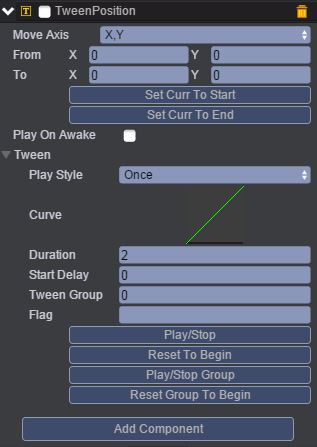 T TweenPosition
Move Axis X,Y
From X 0 Y 0
To X 0 Y 0
Set Curr To Start
Set Curr To End
Play On Awake
Tween
Play Style Once
Curve
Duration 2
Start Delay 0
Tween Group 0
Flag
Play/Stop
Reset To Begin
Play/Stop Group
Reset Group To Begin
Add Component